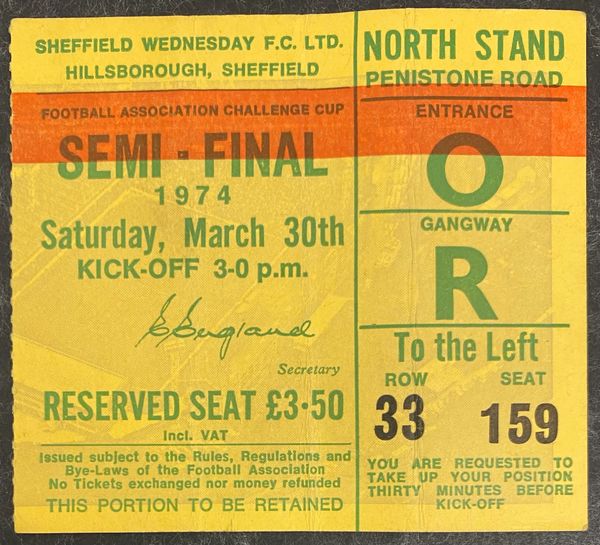 SHEFFIELD WEDNESDAY F.C. LTD.
HILLSBOROUGH, SHEFFIELD
FOOTBALL ASSOCIATION CHALLENGE CUP
SEMI - FINAL
1974
Saturday, March 30th
KICK-OFF 3-0 p.m.
E England
Secretary
RESERVED SEAT £3·50
Incl. VAT
Issued subject to the Rules, Regulations and
Bye-Laws of the Football Association
No Tickets exchanged nor money refunded
THIS PORTION TO BE RETAINED
NORTH STAND
PENISTONE ROAD
ENTRANCE
O
GANGWAY
R
To the Left
ROW SEAT
33 159
YOU ARE REQUESTED TO
TAKE UP YOUR POSITION
THIRTY MINUTES BEFORE
KICK-OFF